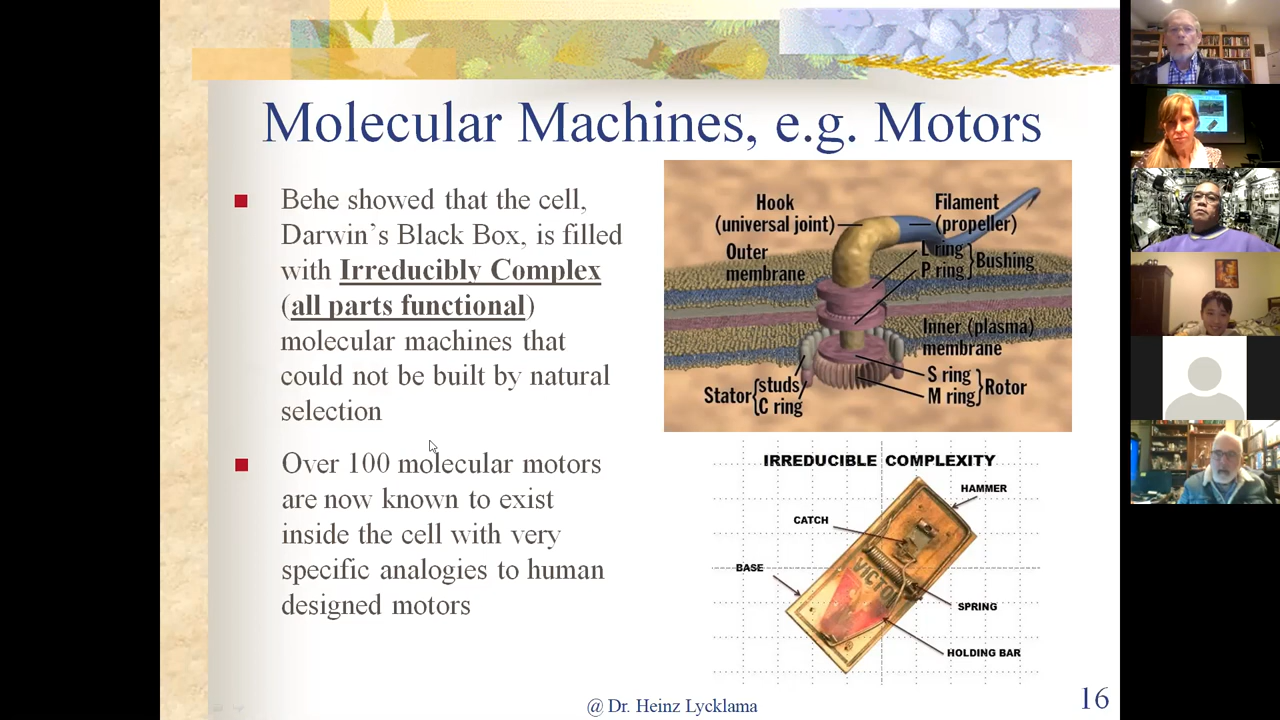 Molecular Machines, e.g. Motors
Behe showed that the cell,
Darwin's Black Box, is filled
with Irreducibly Complex
(all parts functional)
molecular machines that
could not be built by natural
selection
Over 100 molecular motors
are now known to exist
inside the cell with very
specific analogies to human
designed motors
Hook
(universal joint)
Filament
(propeller)
Outer
membrane
L ring
P ring
Bushing
Inner (plasma)
membrane
Stator
studs
C ring
S ring
M ring
Rotor
IRREDUCIBLE COMPLEXITY
HAMMER
CATCH
BASE
VICTOR
SPRING
HOLDING BAR
@ Dr. Heinz Lycklama
16